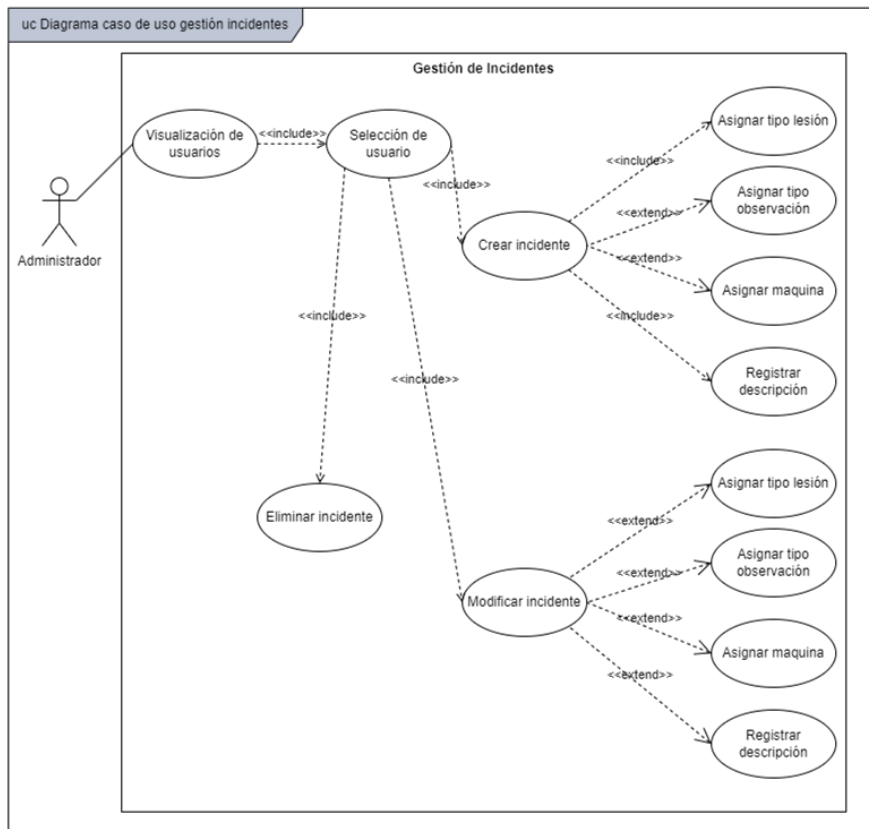 uc Diagrama caso de uso gestión incidentes
Gestión de Incidentes
Administrador
Visualización de
usuarios
<<include>>
Selección de
usuario
<<include>>
<<include>>
<<include>>
Crear incidente
<<include>>
<<extend>>
<<extend>>
<<include>>
Asignar tipo lesión
Asignar tipo
observación
Asignar maquina
Registrar
descripción
Eliminar incidente
Modificar incidente
<<extend>>
<<extend>>
<<extend>>
<<extend>>
Asignar tipo lesión
Asignar tipo
observación
Asignar maquina
Registrar
descripción